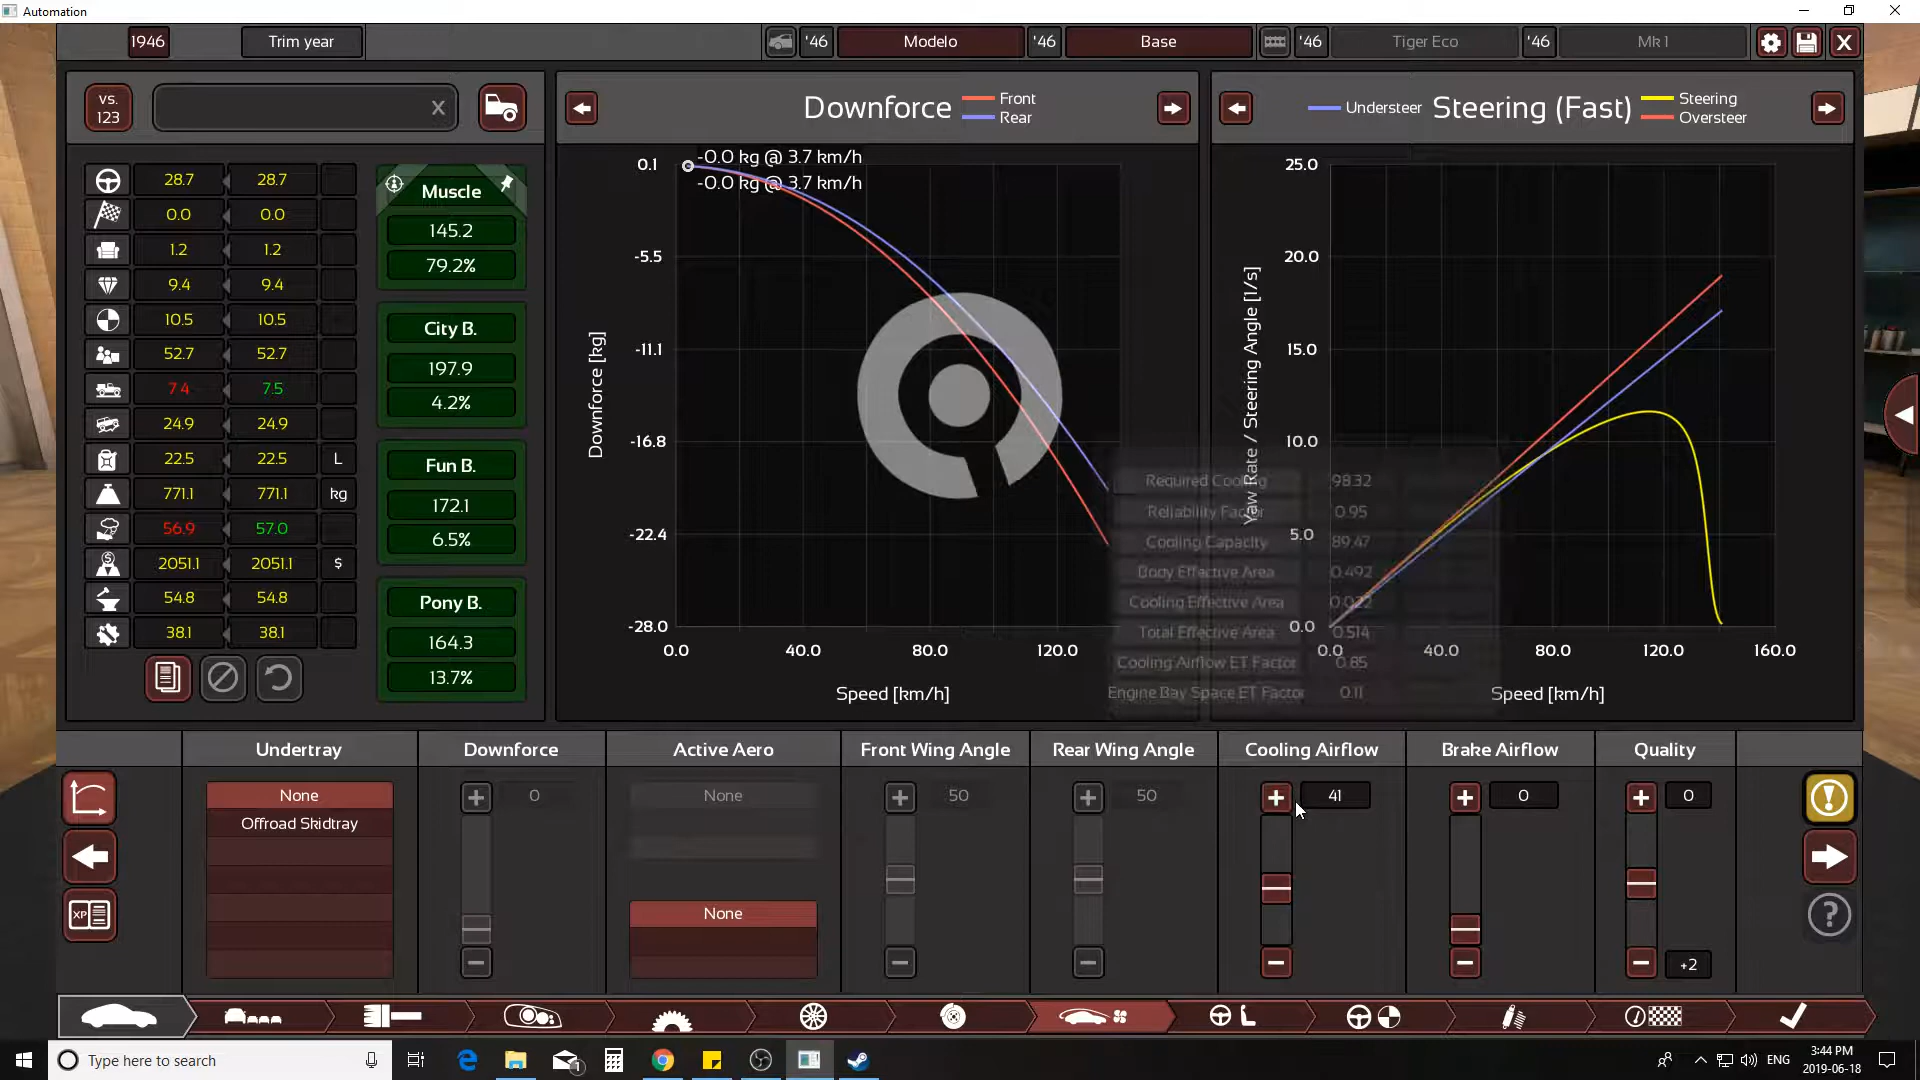 Automation
1946
Trim year
'46
Modelo
'46
Base
'46
Tiger Eco
'46
Mk 1
X
vs.
123
x
28.7 28.7
0.0 0.0
1.2 1.2
9.4 9.4
10.5 10.5
52.7 52.7
7.4 7.5
24.9 24.9
22.5 22.5 L
771.1 771.1 kg
56.9 57.0
2051.1 2051.1 $
54.8 54.8
38.1 38.1
Muscle
145.2
79.2%
City B.
197.9
4.2%
Fun B.
172.1
6.5%
Pony B.
164.3
13.7%
Downforce
Front
Rear
-0.0 kg @ 3.7 km/h
-0.0 kg @ 3.7 km/h
0.1
-5.5
-11.1
-16.8
-22.4
-28.0
Downforce [kg]
0.0 40.0 80.0 120.0
Speed [km/h]
Understeer
Steering (Fast)
Steering
Oversteer
25.0
20.0
15.0
10.0
5.0
0.0
Yaw Rate / Steering Angle [1/s]
0.0 40.0 80.0 120.0 160.0
Speed [km/h]
Required Cooling 98.32
Reliability Factor 0.95
Cooling Capacity 89.47
Body Effective Area 0.492
Cooling Effective Area 0.022
Total Effective Area 0.514
Cooling Airflow ET Factor 0.85
Engine Bay Space ET Factor 0.11
Undertray
None
Offroad Skidtray
Downforce
0
Active Aero
None
None
Front Wing Angle
50
Rear Wing Angle
50
Cooling Airflow
41
Brake Airflow
0
Quality
0
+2
XP
Type here to search
1
ENG
3:44 PM
2019-06-18